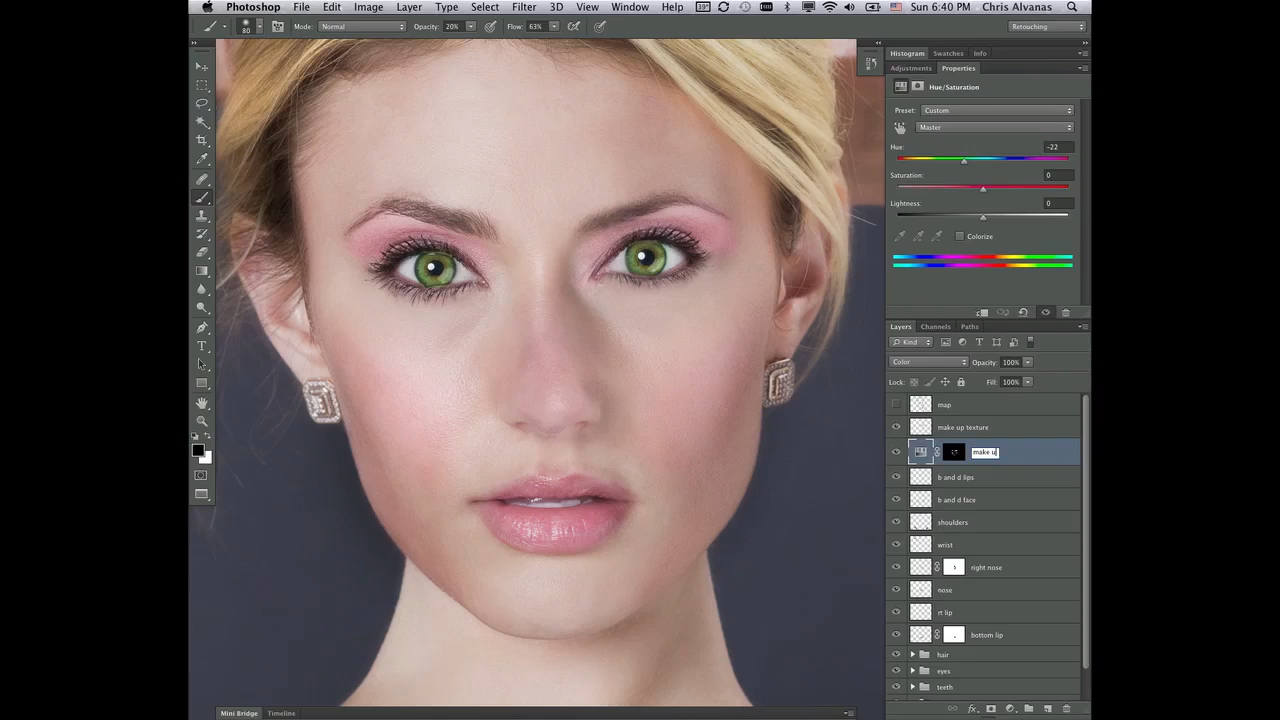 Photoshop File Edit Image Layer Type Select Filter 3D View Window Help 39° Sun 6:40 PM Chris Alvanas
80 Mode: Normal Opacity: 20% Flow: 63% Retouching
Histogram Swatches Info
Adjustments Properties
Hue/Saturation
Preset: Custom
Master
Hue: -22
Saturation: 0
Lightness: 0
Colorize
Layers Channels Paths
Kind
Color Opacity: 100%
Lock: Fill: 100%
map
make up texture
make u
b and d lips
b and d face
shoulders
wrist
right nose
nose
rt lip
bottom lip
hair
eyes
teeth
Mini Bridge Timeline